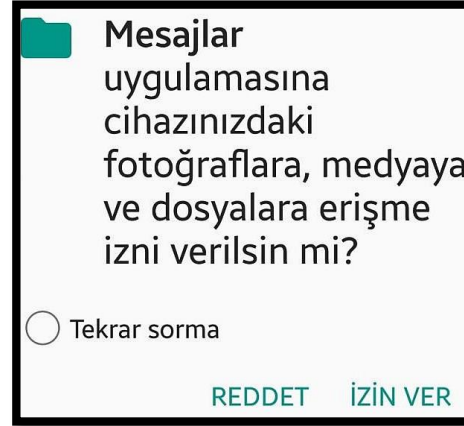 Mesajlar
uygulamasına
cihazınızdaki
fotoğraflara, medyaya
ve dosyalara erişme
izni verilsin mi?
Tekrar sorma
REDDET İZİN VER